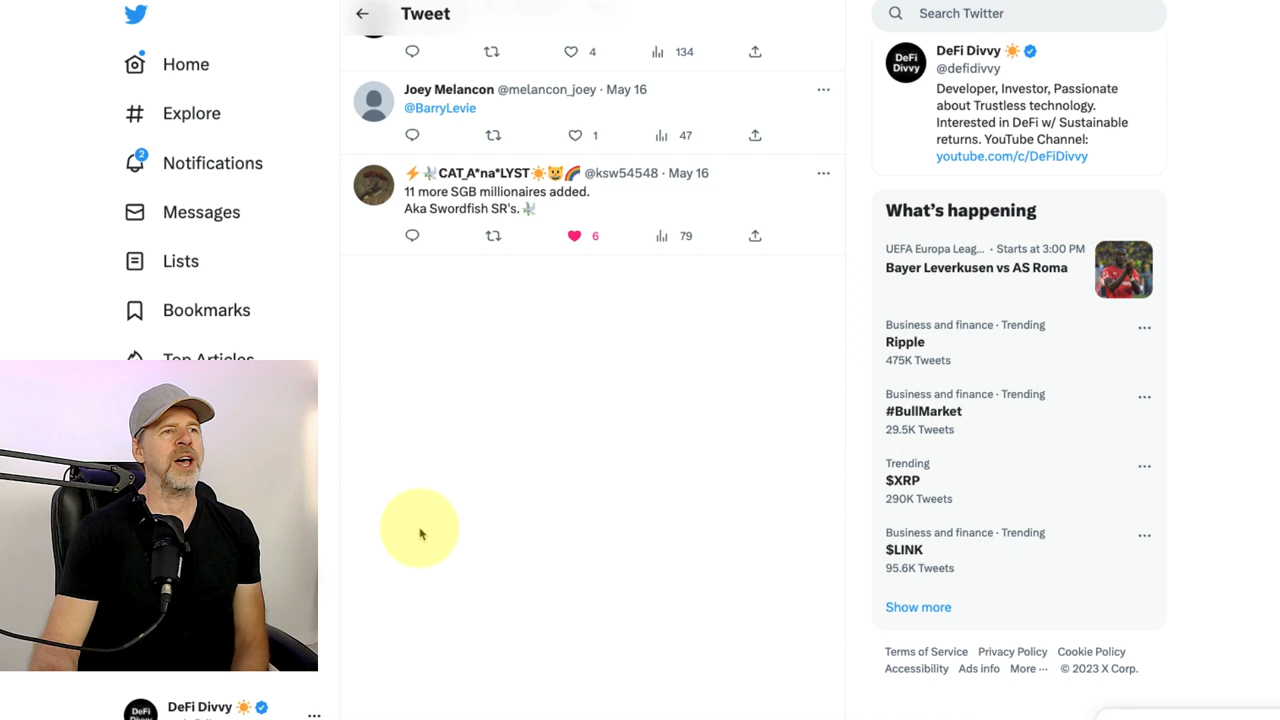 Home
Explore
2
Notifications
Messages
Lists
Bookmarks
Top Articles
DeFi Divvy
DeFi
Tweet
4 134
Joey Melancon @melancon_joey · May 16
@BarryLevie
1 47
CAT_A*na*LYST @ksw54548 · May 16
11 more SGB millionaires added.
Aka Swordfish SR's.
6 79
Search Twitter
DeFi
Divvy
DeFi Divvy
@defidivvy
Developer, Investor, Passionate
about Trustless technology.
Interested in DeFi w/ Sustainable
returns. YouTube Channel:
youtube.com/c/DeFiDivvy
What's happening
UEFA Europa Leag... · Starts at 3:00 PM
Bayer Leverkusen vs AS Roma
Business and finance · Trending
Ripple
475K Tweets
Business and finance · Trending
#BullMarket
29.5K Tweets
Trending
$XRP
290K Tweets
Business and finance · Trending
$LINK
95.6K Tweets
Show more
Terms of Service Privacy Policy Cookie Policy
Accessibility Ads info More ··· © 2023 X Corp.